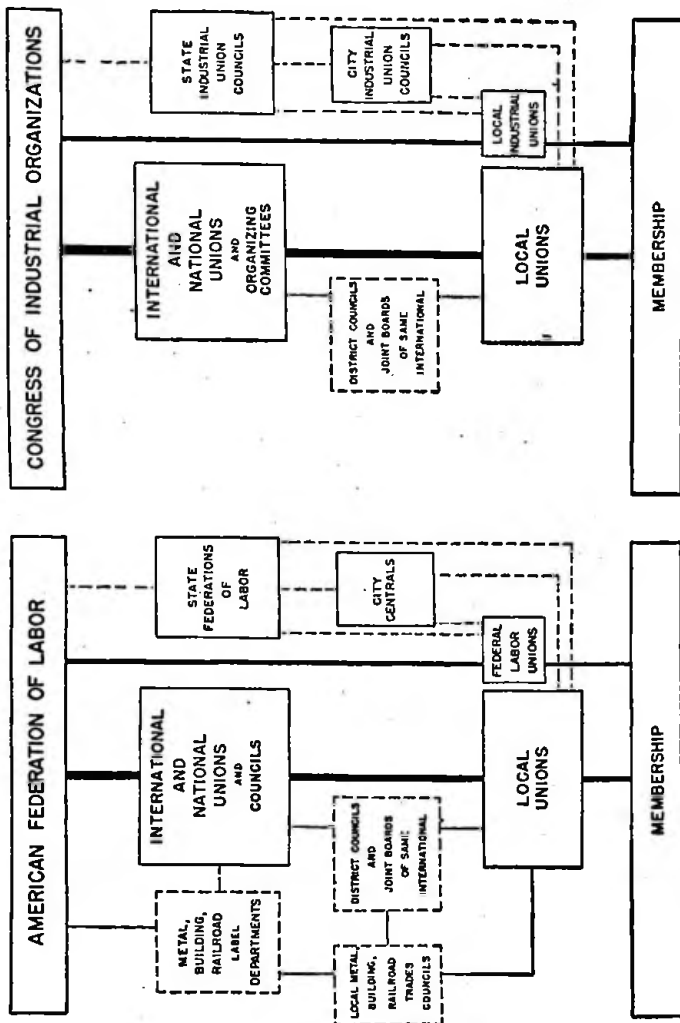 AMERICAN FEDERATION OF LABOR
METAL,
BUILDING,
RAILROAD
LABEL
DEPARTMENTS
INTERNATIONAL
AND
NATIONAL
UNIONS
AND
COUNCILS
STATE
FEDERATIONS
OF
LABOR
LOCAL METAL,
BUILDING,
RAILROAD
TRADES
COUNCILS
DISTRICT COUNCILS
AND
JOINT BOARDS
OF SAME
INTERNATIONAL
CITY
CENTRALS
LOCAL
UNIONS
FEDERAL
LABOR
UNIONS
MEMBERSHIP
CONGRESS OF INDUSTRIAL ORGANIZATIONS
INTERNATIONAL
AND
NATIONAL
UNIONS
AND
ORGANIZING
COMMITTEES
STATE
INDUSTRIAL
UNION
COUNCILS
DISTRICT COUNCILS
AND
JOINT BOARDS
OF SAME
INTERNATIONAL
CITY
INDUSTRIAL
UNION
COUNCILS
LOCAL
UNIONS
LOCAL
INDUSTRIAL
UNIONS
MEMBERSHIP